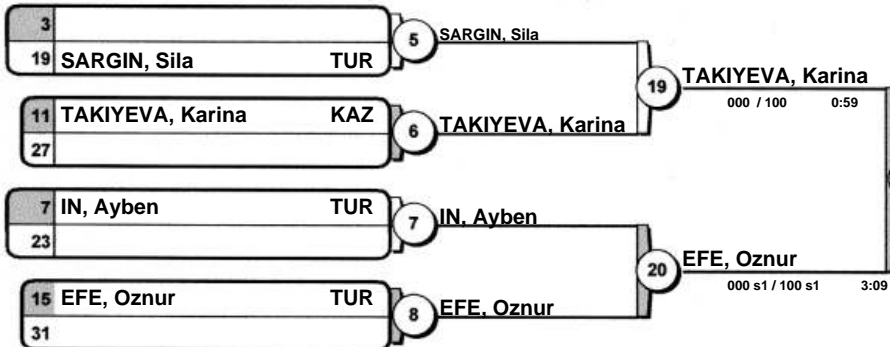 3
19 SARGIN, Sila TUR
5 SARGIN, Sila
11 TAKIYEVA, Karina KAZ
27
6 TAKIYEVA, Karina
19 TAKIYEVA, Karina
000 / 100 0:59
7 IN, Ayben TUR
23
7 IN, Ayben
15 EFE, Oznur TUR
31
8 EFE, Oznur
20 EFE, Oznur
000 s1 / 100 s1 3:09